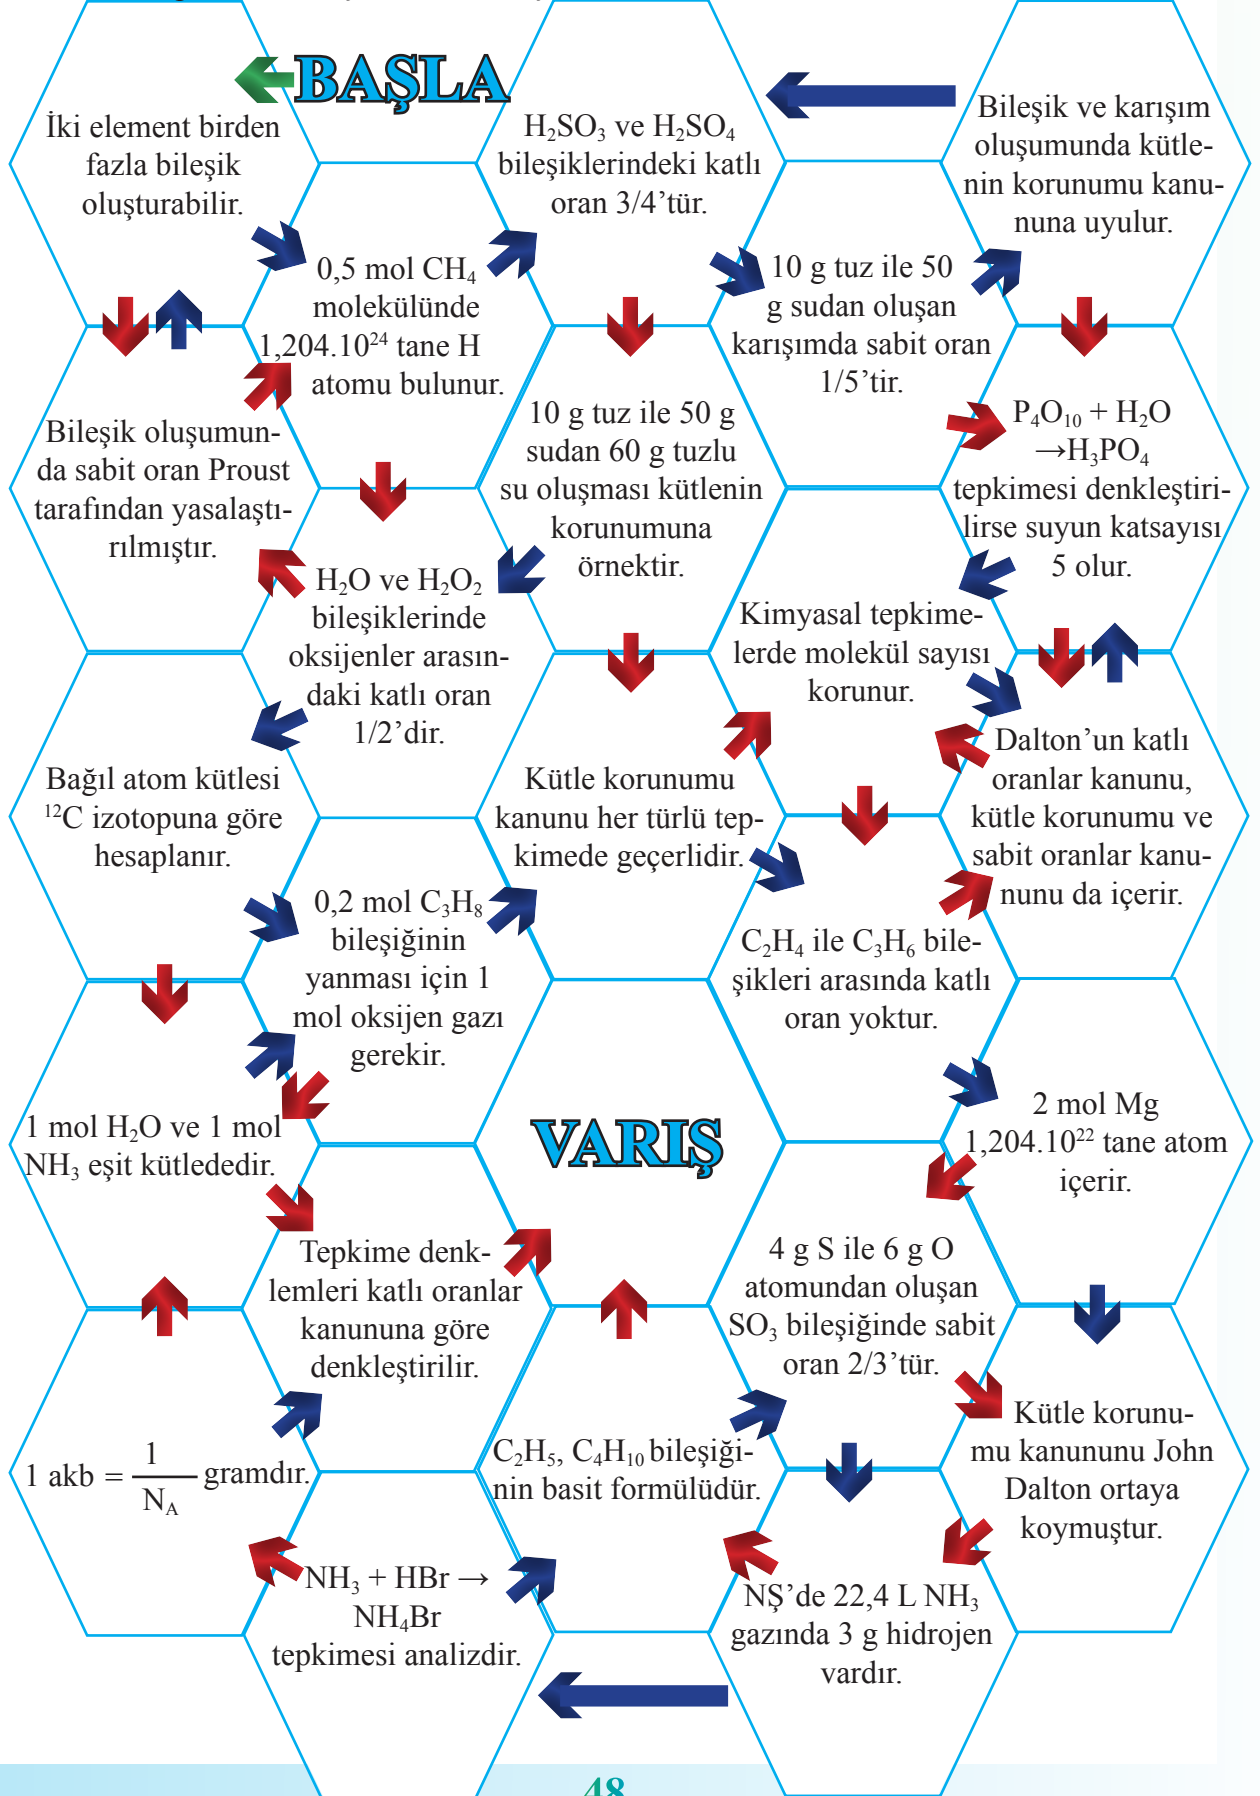 BAŞLA
İki element birden
fazla bileşik
oluşturabilir.
H₂SO₃ ve H₂SO₄
bileşiklerindeki katlı
oran 3/4’tür.
Bileşik ve karışım
oluşumunda kütle-
nin korunumu kanu-
nuna uyulur.
0,5 mol CH₄
molekülünde
1,204.10²⁴ tane H
atomu bulunur.
10 g tuz ile 50
g sudan oluşan
karışımda sabit oran
1/5’tir.
Bileşik oluşumun-
da sabit oran Proust
tarafından yasalaştı-
rılmıştır.
10 g tuz ile 50 g
sudan 60 g tuzlu
su oluşması kütlenin
korunumuna
örnektir.
P₄O₁₀ + H₂O
→H₃PO₄
tepkimesi denkleştiri-
lirse suyun katsayısı
5 olur.
H₂O ve H₂O₂
bileşiklerinde
oksijenler arasın-
daki katlı oran
1/2’dir.
Kimyasal tepkime-
lerde molekül sayısı
korunur.
Bağıl atom kütlesi
¹²C izotopuna göre
hesaplanır.
Kütle korunumu
kanunu her türlü tep-
kimede geçerlidir.
Dalton’un katlı
oranlar kanunu,
kütle korunumu ve
sabit oranlar kanu-
nunu da içerir.
0,2 mol C₃H₈
bileşiğinin
yanması için 1
mol oksijen gazı
gerekir.
C₂H₄ ile C₃H₆ bile-
şikleri arasında katlı
oran yoktur.
1 mol H₂O ve 1 mol
NH₃ eşit kütlededir.
VARIŞ
2 mol Mg
1,204.10²² tane atom
içerir.
Tepkime denk-
lemleri katlı oranlar
kanununa göre
denkleştirilir.
4 g S ile 6 g O
atomundan oluşan
SO₃ bileşiğinde sabit
oran 2/3’tür.
1 akb = 1/N_A gramdır.
C₂H₅, C₄H₁₀ bileşiği-
nin basit formülüdür.
Kütle korunu-
mu kanununu John
Dalton ortaya
koymuştur.
NH₃ + HBr →
NH₄Br
tepkimesi analizdir.
NŞ’de 22,4 L NH₃
gazında 3 g hidrojen
vardır.
48